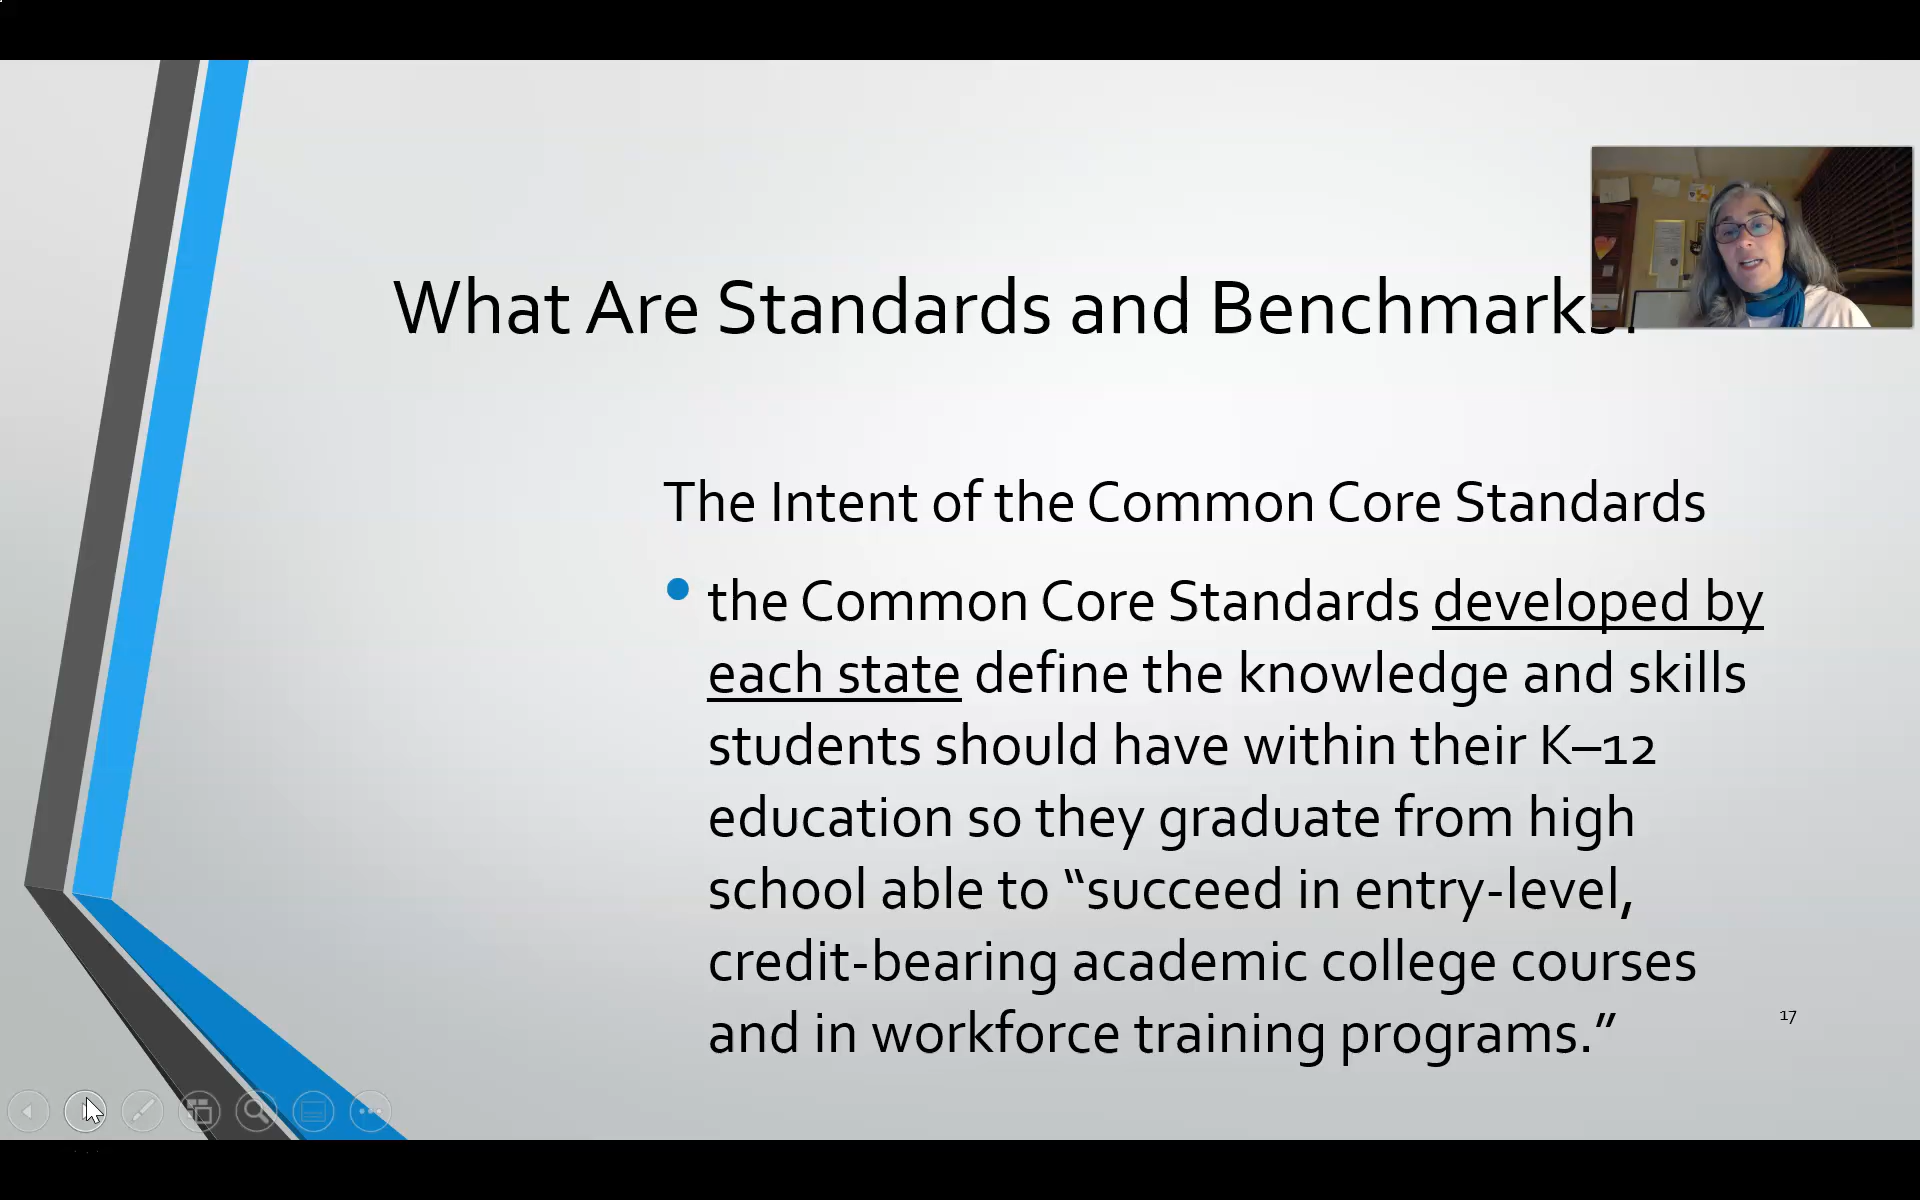 What Are Standards and Benchmarks
The Intent of the Common Core Standards
the Common Core Standards developed by
each state define the knowledge and skills
students should have within their K–12
education so they graduate from high
school able to “succeed in entry-level,
credit-bearing academic college courses
and in workforce training programs.”
17